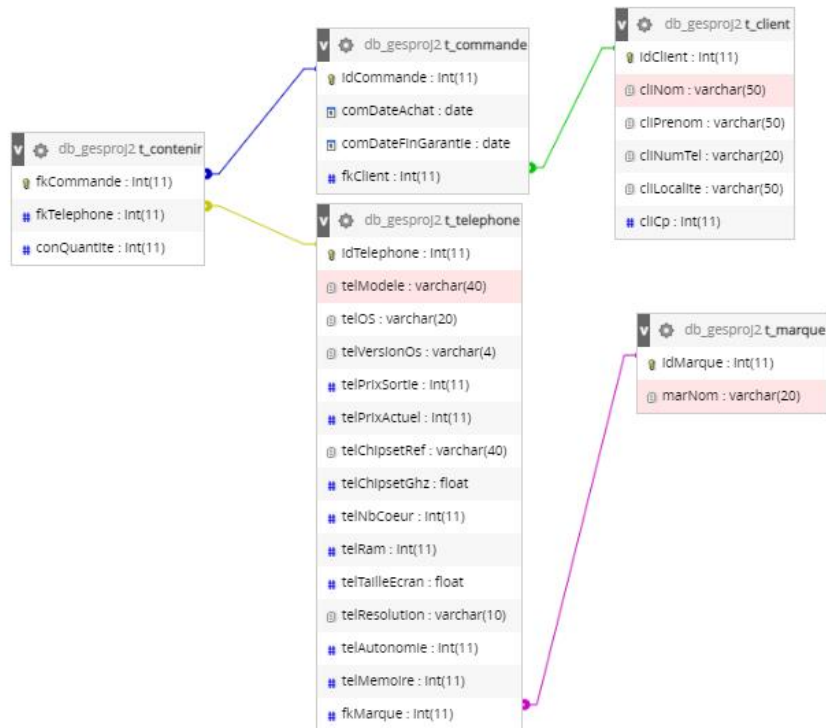 v db_gesproj2 t_contenir
fkCommande : int(11)
fkTelephone : int(11)
conQuantite : int(11)
v db_gesproj2 t_commande
idCommande : int(11)
comDateAchat : date
comDateFinGarantie : date
fkClient : int(11)
v db_gesproj2 t_client
idClient : int(11)
cliNom : varchar(50)
cliPrenom : varchar(50)
cliNumTel : varchar(20)
cliLocalite : varchar(50)
cliCp : int(11)
v db_gesproj2 t_telephone
idTelephone : int(11)
telModele : varchar(40)
telOS : varchar(20)
telVersionOs : varchar(4)
telPrixSortie : int(11)
telPrixActuel : int(11)
telChipsetRef : varchar(40)
telChipsetGhz : float
telNbCoeur : int(11)
telRam : int(11)
telTailleEcran : float
telResolution : varchar(10)
telAutonomie : int(11)
telMemoire : int(11)
fkMarque : int(11)
v db_gesproj2 t_marque
idMarque : int(11)
marNom : varchar(20)